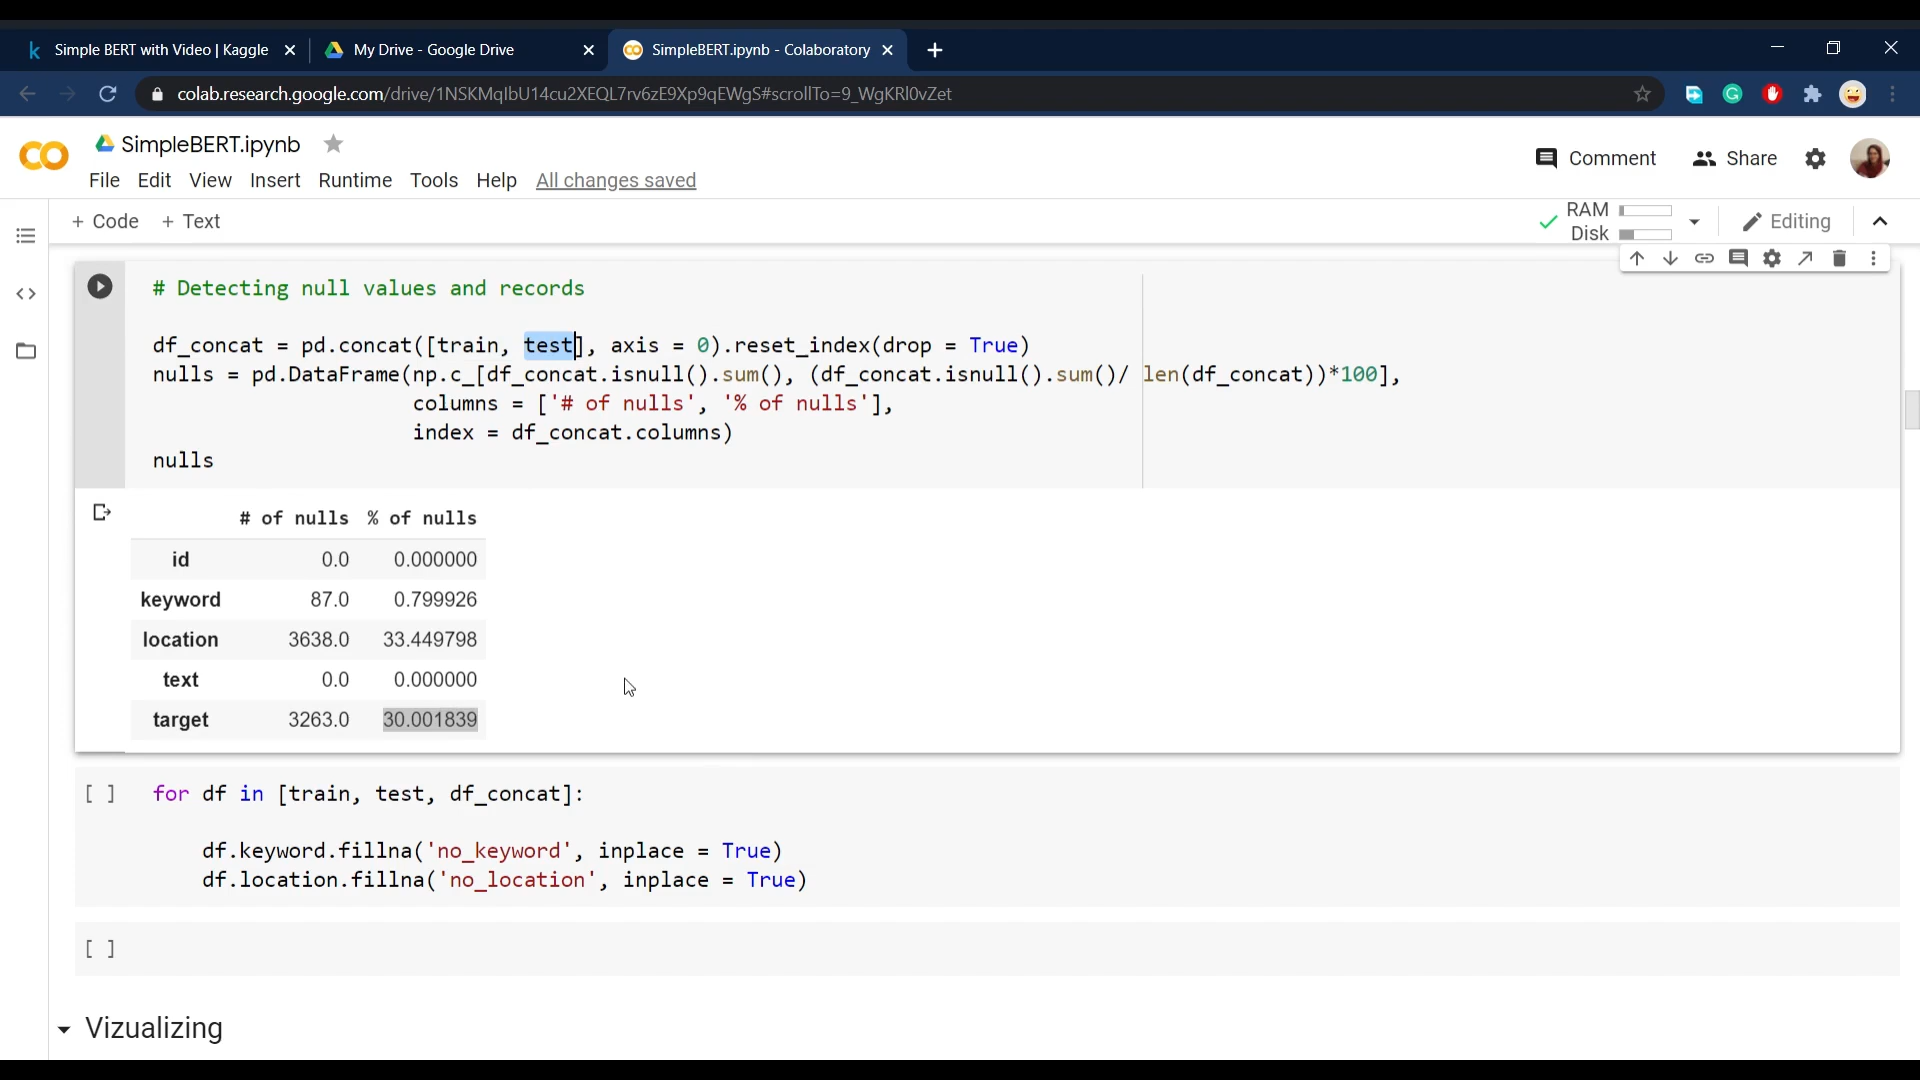 Simple BERT with Video | Kaggle
My Drive - Google Drive
SimpleBERT.ipynb - Colaboratory
colab.research.google.com/drive/1NSKMqlbU14cu2XEQL7rv6zE9Xp9qEWgS#scrollTo=9_WgKRl0vZet
SimpleBERT.ipynb
Comment
Share
File Edit View Insert Runtime Tools Help All changes saved
+ Code + Text
RAM
Disk
Editing
# Detecting null values and records
df_concat = pd.concat([train, test], axis = 0).reset_index(drop = True)
nulls = pd.DataFrame(np.c_[df_concat.isnull().sum(), (df_concat.isnull().sum()/ len(df_concat))*100],
columns = ['# of nulls', '% of nulls'],
index = df_concat.columns)
nulls
# of nulls % of nulls
id 0.0 0.000000
keyword 87.0 0.799926
location 3638.0 33.449798
text 0.0 0.000000
target 3263.0 30.001839
[ ] for df in [train, test, df_concat]:
df.keyword.fillna('no_keyword', inplace = True)
df.location.fillna('no_location', inplace = True)
[ ]
Vizualizing